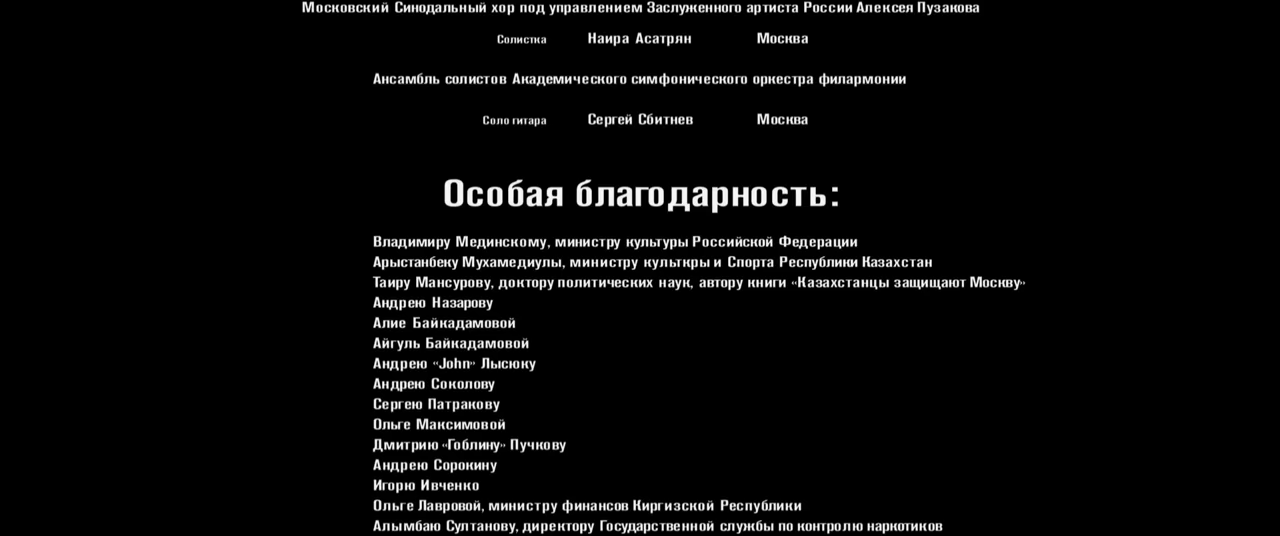 Московский Синодальный хор под управлением Заслуженного артиста России Алексея Пузакова
Солистка Наира Асатрян Москва
Ансамбль солистов Академического симфонического оркестра филармонии
Соло гитара Сергей Сбитнев Москва
Особая благодарность:
Владимиру Мединскому, министру культуры Российской Федерации
Арыстанбеку Мухамедиулы, министру культкры и Спорта Республики Казахстан
Таиру Мансурову, доктору политических наук, автору книги «Казахстанцы защищают Москву»
Андрею Назарову
Алие Байкадамовой
Айгуль Байкадамовой
Андрею «John» Лысюку
Андрею Соколову
Сергею Патракову
Ольге Максимовой
Дмитрию «Гоблину» Пучкову
Андрею Сорокину
Игорю Ивченко
Ольге Лавровой, министру финансов Киргизской Республики
Алымбаю Султанову, директору Государственной службы по контролю наркотиков